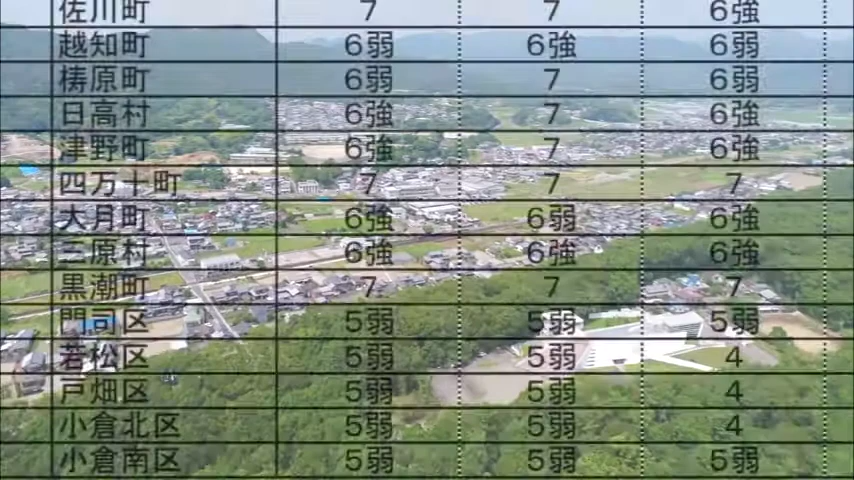 佐川町 7 7 6強
越知町 6弱 6強 6弱
梼原町 6弱 7 6弱
日高村 6強 7 6強
津野町 6強 7 6強
四万十町 7 7 7
大月町 6強 6弱 6強
三原村 6強 6強 6強
黒潮町 7 7 7
門司区 5弱 5弱 5弱
若松区 5弱 5弱 4
戸畑区 5弱 5弱 4
小倉北区 5弱 5弱 4
小倉南区 5弱 5弱 5弱